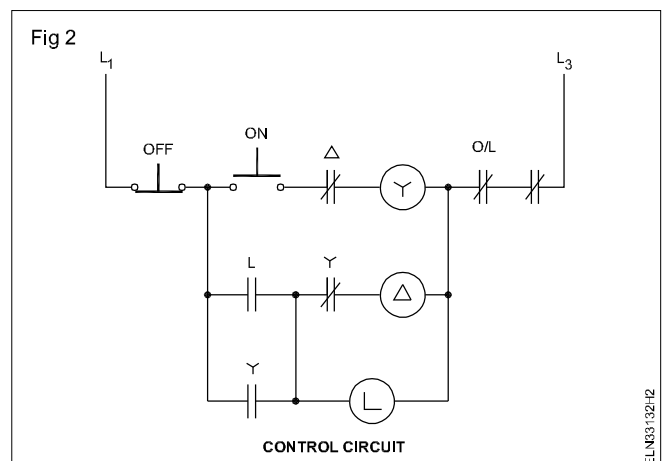 Fig 2
L1
L3
OFF
ON
△
O/L
Y
L
Y
△
Y
L
CONTROL CIRCUIT
ELN33132H2